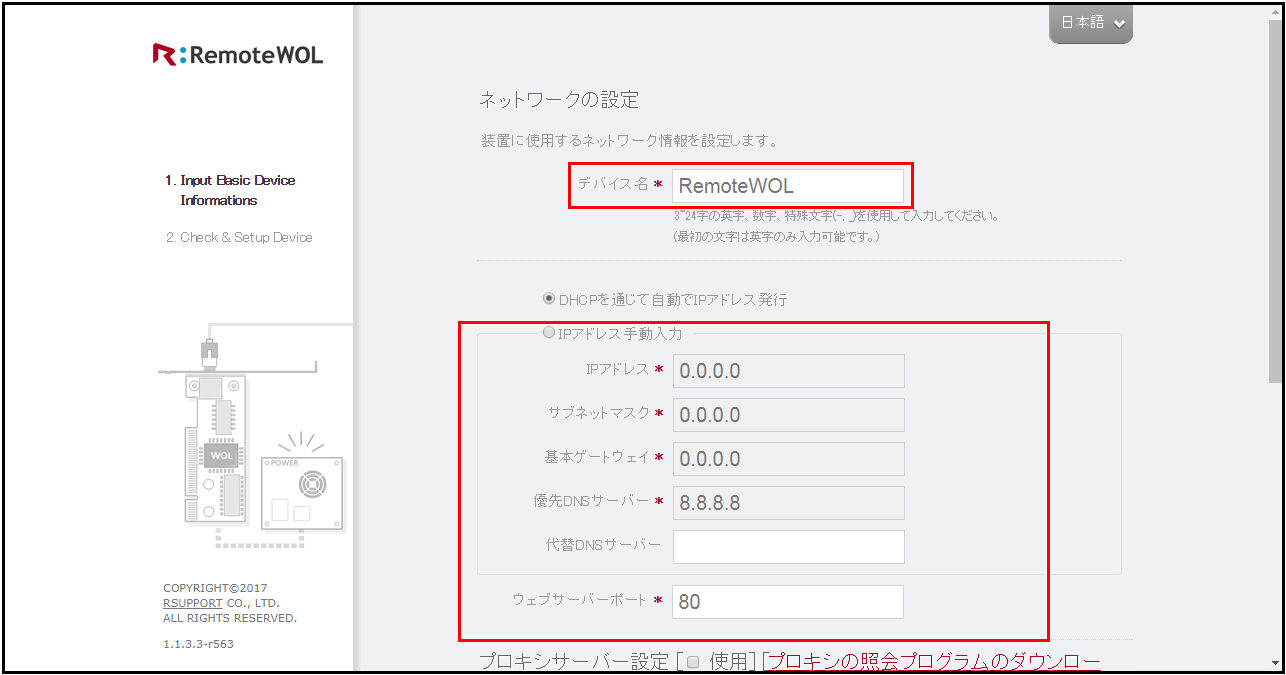 日本語
R:RemoteWOL
1. Input Basic Device
Informations
2. Check & Setup Device
WOL
POWER
COPYRIGHT©2017
RSUPPORT CO., LTD.
ALL RIGHTS RESERVED.
1.1.3.3-r563
ネットワークの設定
装置に使用するネットワーク情報を設定します。
デバイス名 * RemoteWOL
3~24字の英字、数字、特殊文字(-, _)を使用して入力してください。
(最初の文字は英字のみ入力可能です。)
DHCPを通じて自動でIPアドレス発行
IPアドレス手動入力
IPアドレス * 0.0.0.0
サブネットマスク * 0.0.0.0
基本ゲートウェイ * 0.0.0.0
優先DNSサーバー * 8.8.8.8
代替DNSサーバー
ウェブサーバーポート * 80
プロキシサーバー設定 [ 使用] [プロキシの照会プログラムのダウンロー